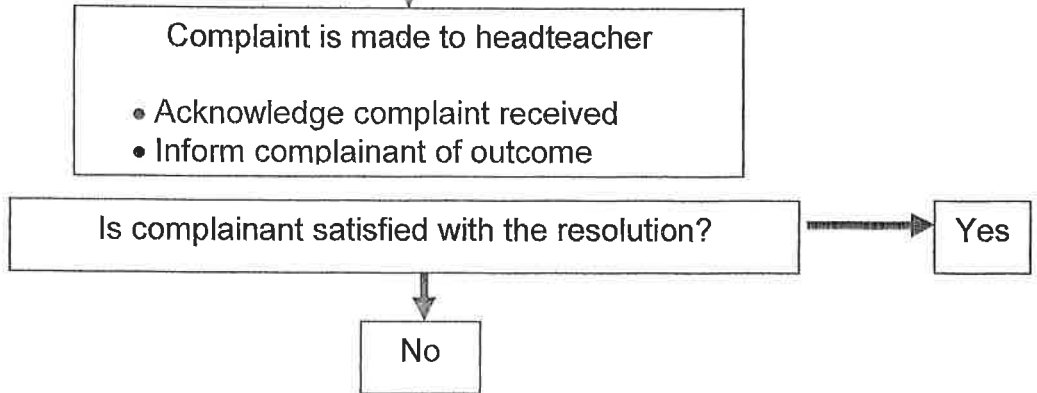 Complaint is made to headteacher
• Acknowledge complaint received
• Inform complainant of outcome
Is complainant satisfied with the resolution?
Yes
No